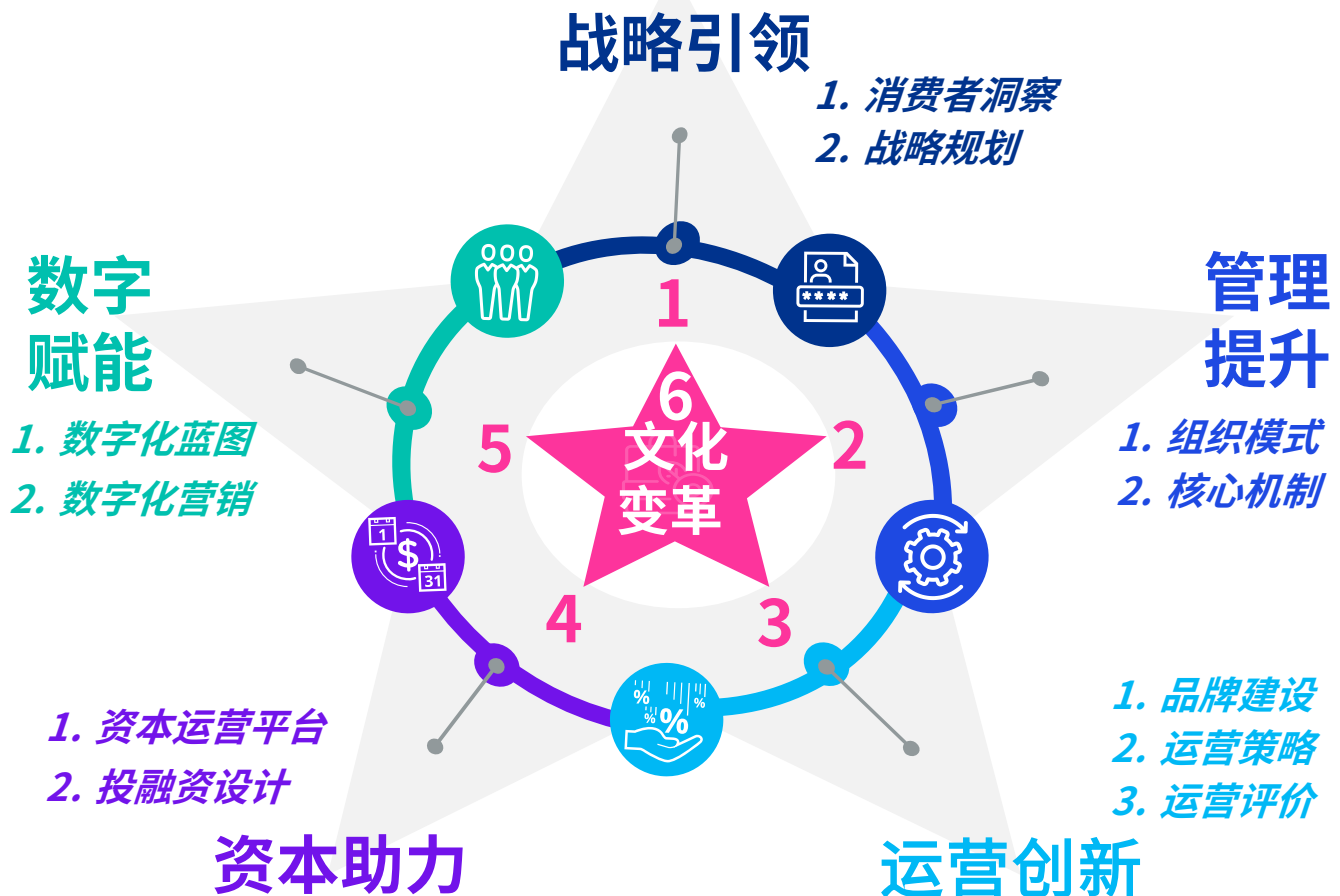 战略引领
1. 消费者洞察
2. 战略规划
管理
提升
1. 组织模式
2. 核心机制
1. 品牌建设
2. 运营策略
3. 运营评价
运营创新
1. 资本运营平台
2. 投融资设计
资本助力
数字
赋能
1. 数字化蓝图
2. 数字化营销
1
2
3
4
5
6
文化
变革
****
1
$
31
%
%
%
%